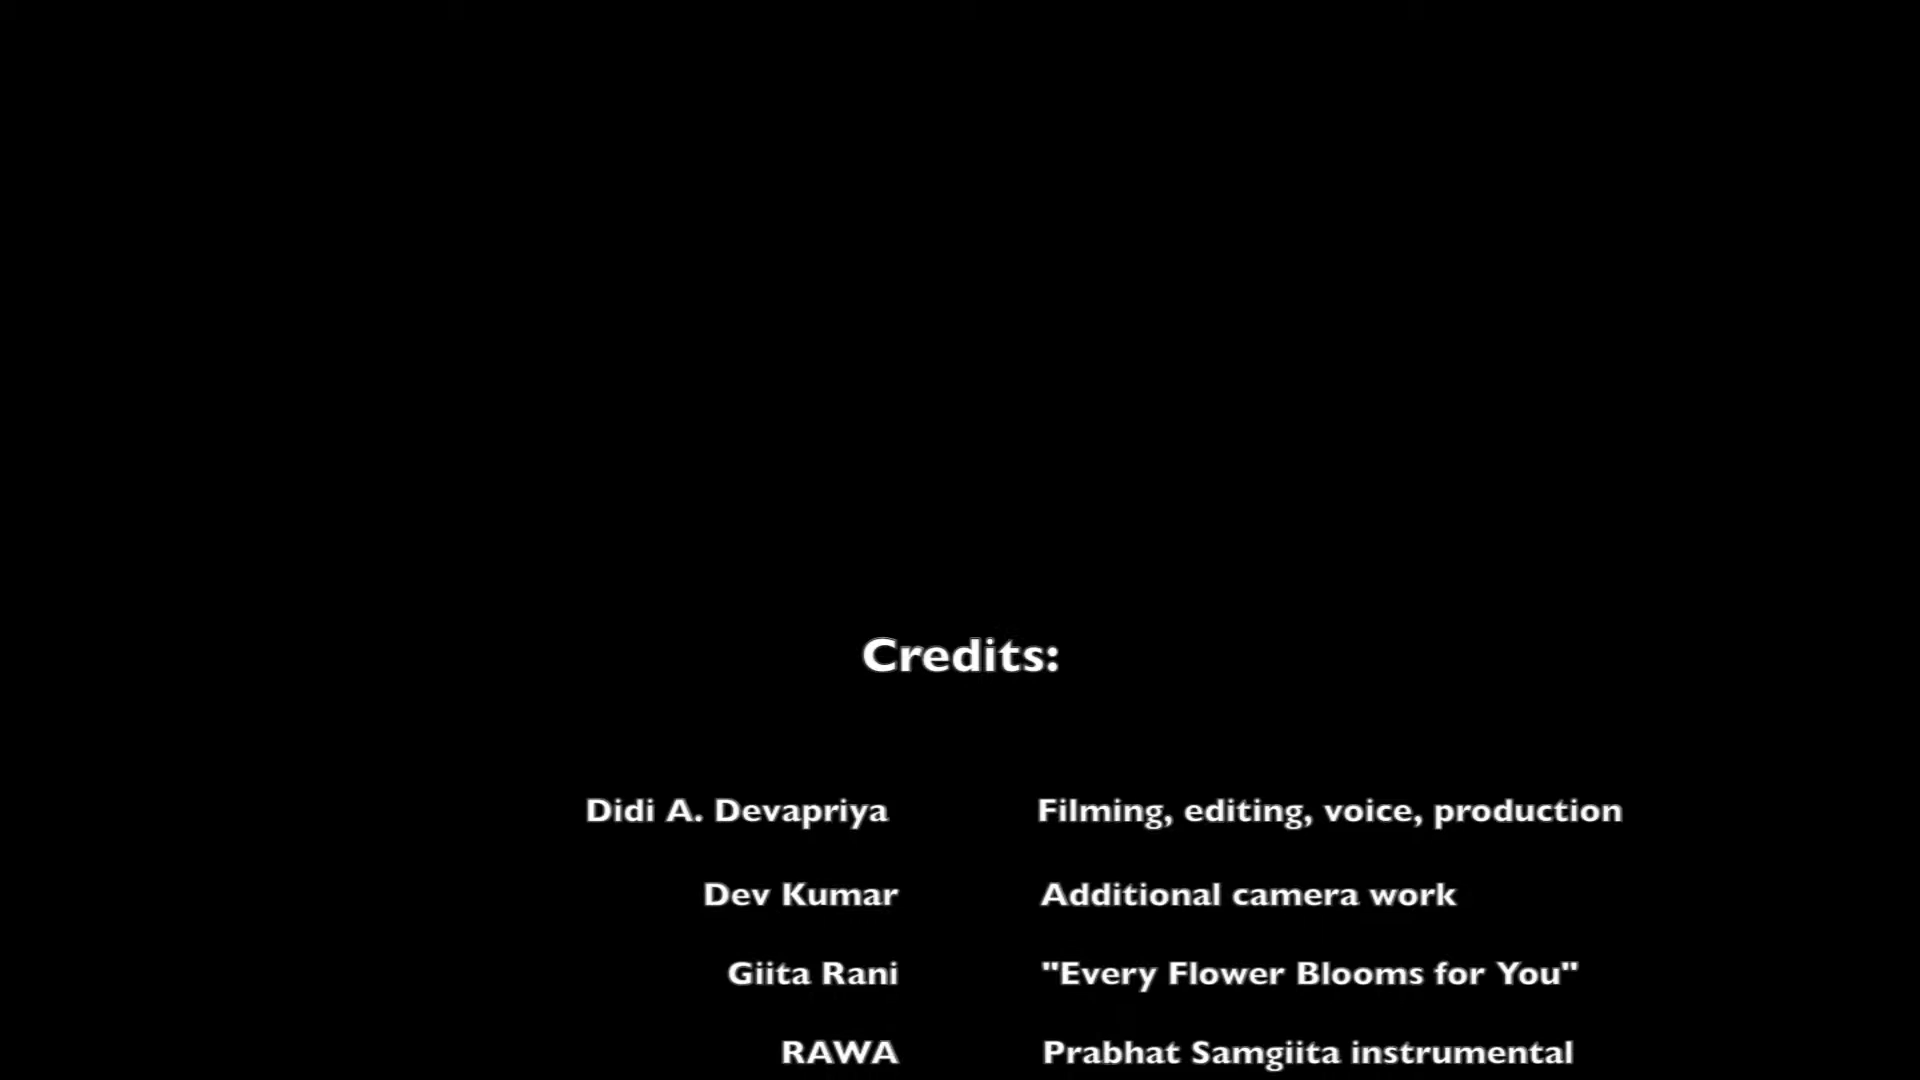 Credits:
Didi A. Devapriya Filming, editing, voice, production
Dev Kumar Additional camera work
Giita Rani "Every Flower Blooms for You"
RAWA Prabhat Samgiita instrumental